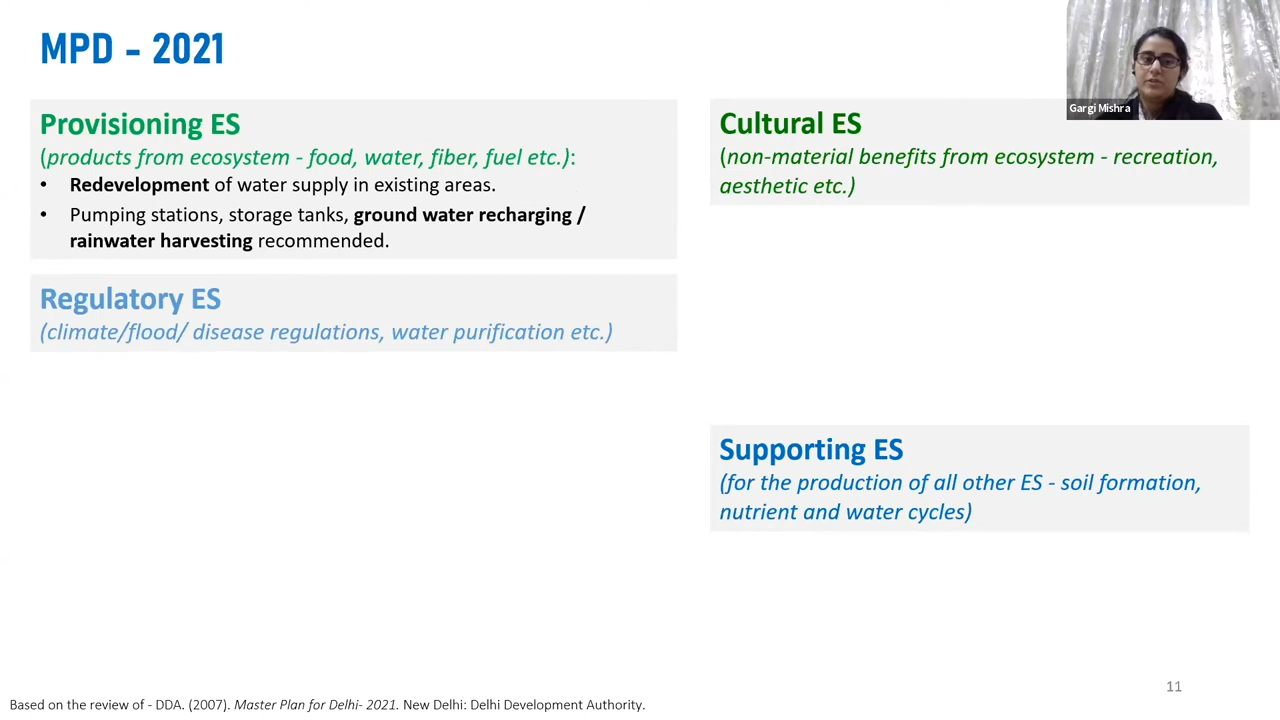 MPD - 2021
Gargi Mishra
Provisioning ES
(products from ecosystem - food, water, fiber, fuel etc.):
• Redevelopment of water supply in existing areas.
• Pumping stations, storage tanks, ground water recharging /
rainwater harvesting recommended.
Regulatory ES
(climate/flood/ disease regulations, water purification etc.)
Cultural ES
(non-material benefits from ecosystem - recreation,
aesthetic etc.)
Supporting ES
(for the production of all other ES - soil formation,
nutrient and water cycles)
11
Based on the review of - DDA. (2007). Master Plan for Delhi- 2021. New Delhi: Delhi Development Authority.